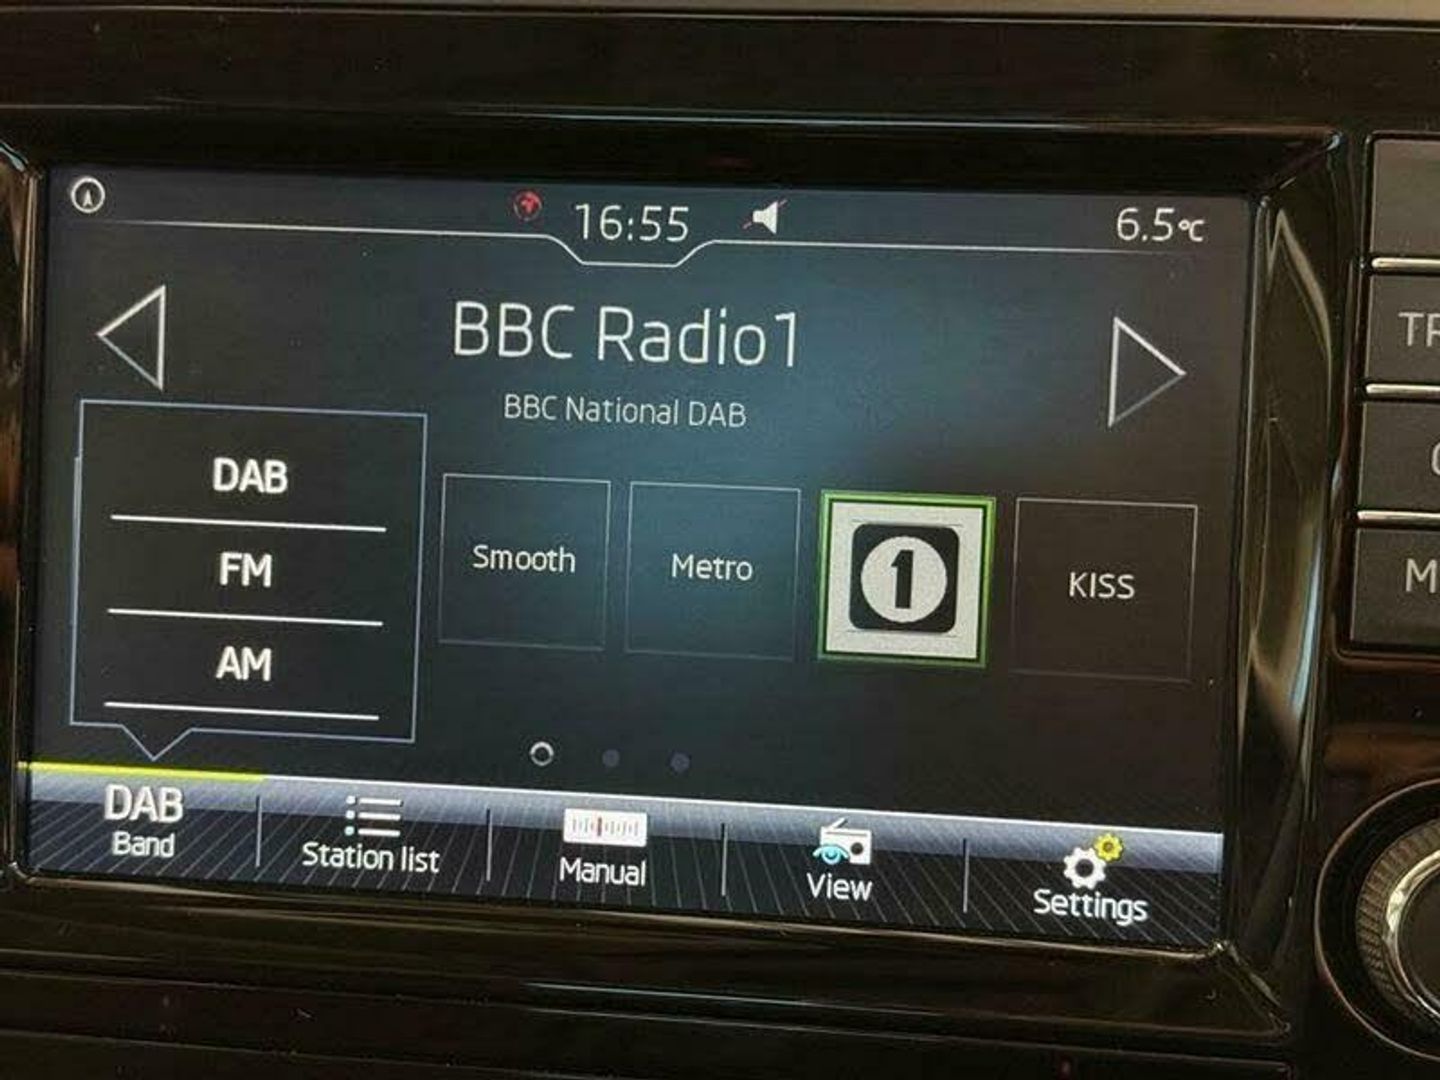 16:55
6.5°C
BBC Radio1
BBC National DAB
DAB
FM
AM
Smooth
Metro
1
KISS
DAB
Band
Station list
Manual
View
Settings